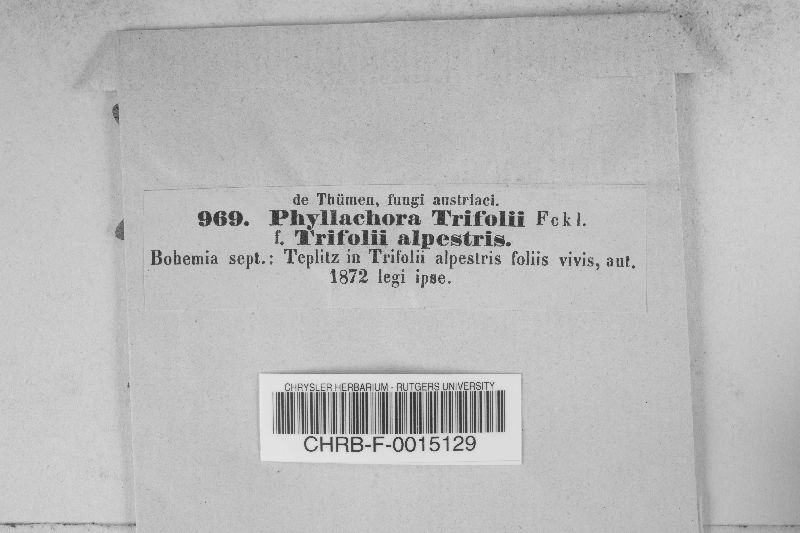 de Thümen, fungi austriaci.
969. Phyllachora Trifolii Fckl.
f. Trifolii alpestris.
Bohemia sept.: Teplitz in Trifolii alpestris foliis vivis, aut.
1872 legi ipse.
CHRYSLER HERBARIUM - RUTGERS UNIVERSITY
CHRB-F-0015129